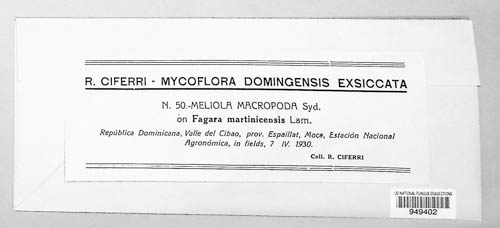 R. CIFERRI - MYCOFLORA DOMINGENSIS EXSICCATA
N. 50.-MELIOLA MACROPODA Syd.
on Fagara martinicensis Lam.
República Dominicana, Valle del Cibao, prov. Espaillat, Moca, Estación Nacional
Agronómica, in fields, 7 IV. 1930.
Coll. R. CIFERRI
US NATIONAL FUNGUS COLLECTIONS
949402